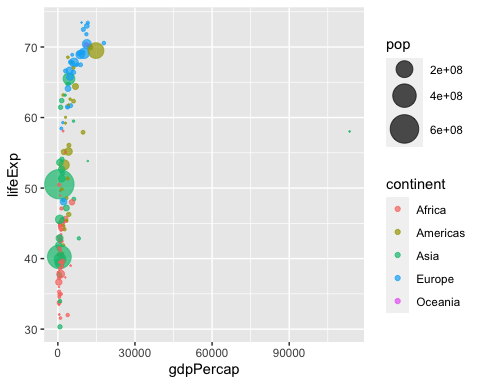 70
60
50
40
30
lifeExp
0
30000
60000
90000
gdpPercap
pop
2e+08
4e+08
6e+08
continent
Africa
Americas
Asia
Europe
Oceania